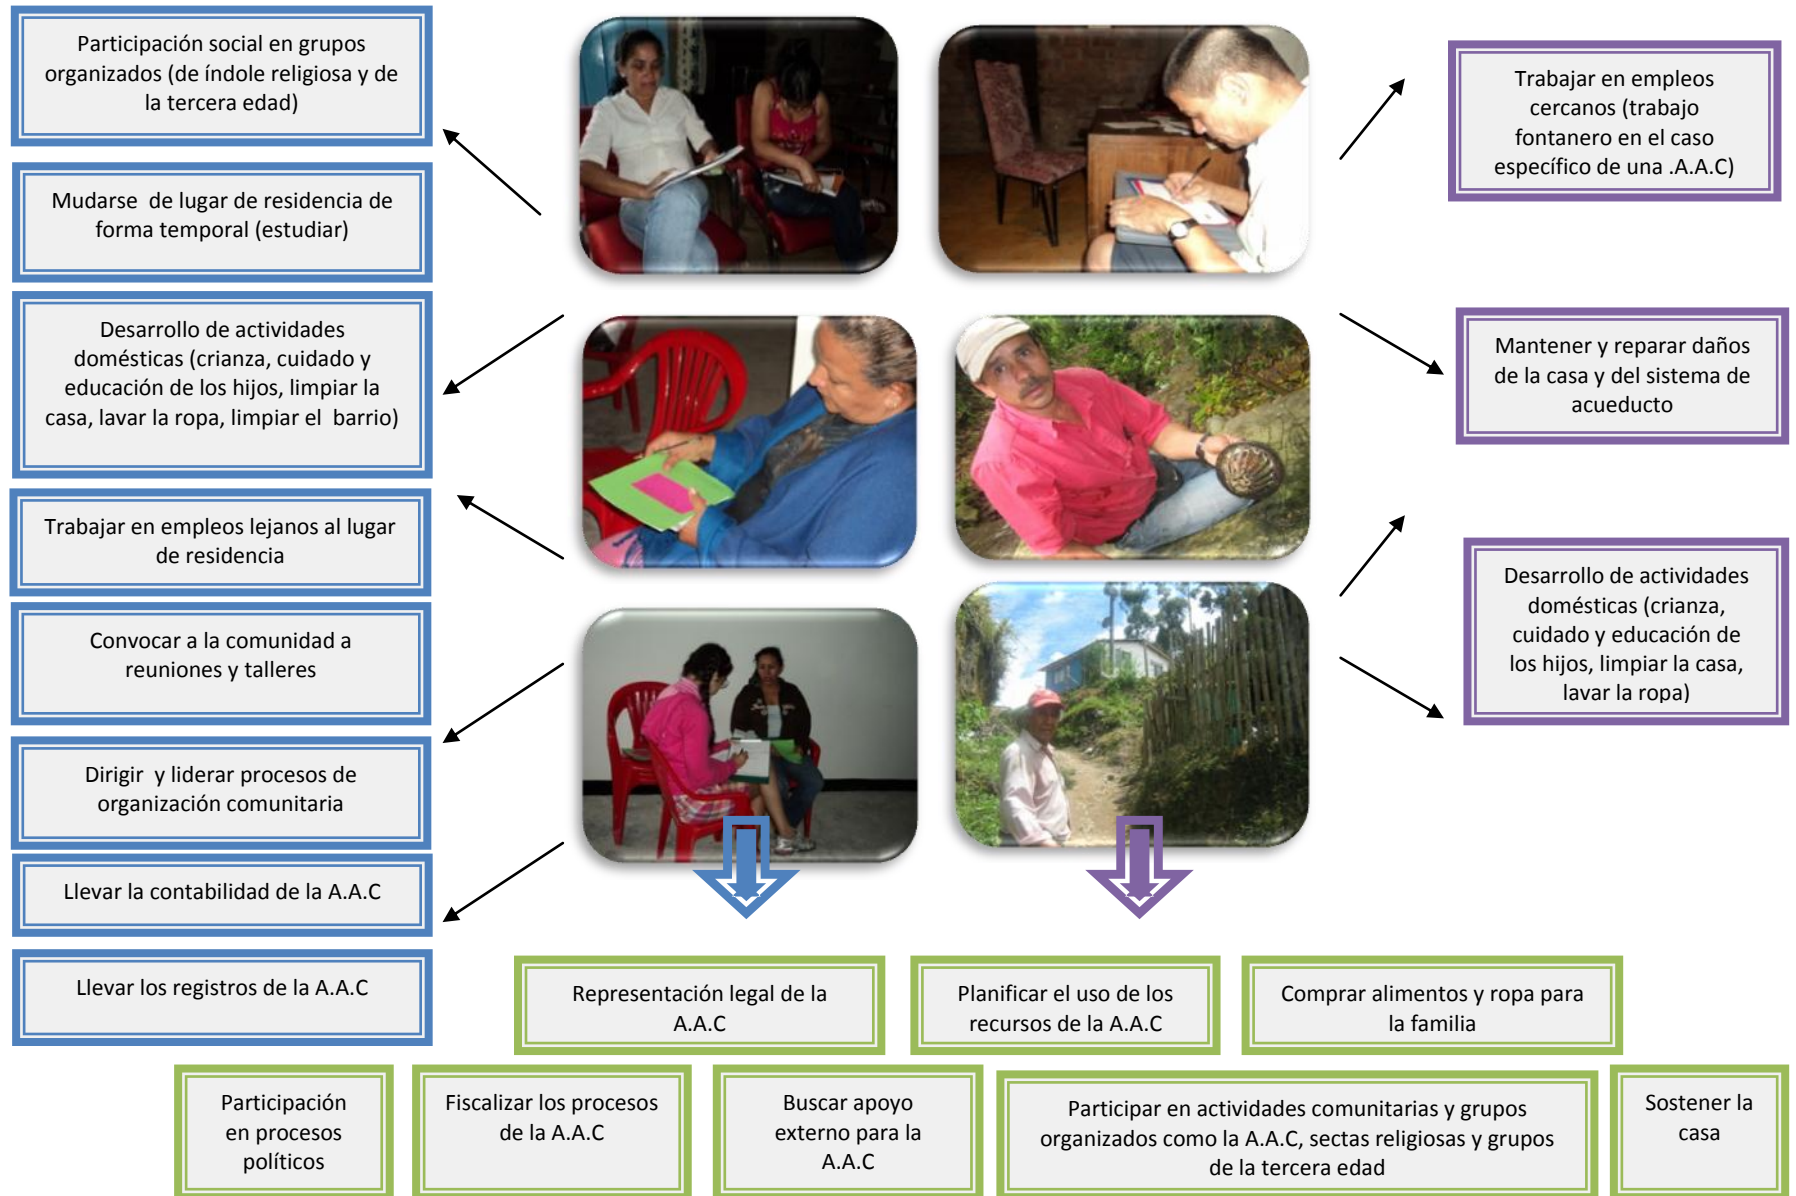 Participación social en grupos
organizados (de índole religiosa y de
la tercera edad)
Mudarse  de lugar de residencia de
forma temporal (estudiar)
Desarrollo de actividades
domésticas (crianza, cuidado y
educación de los hijos, limpiar la
casa, lavar la ropa, limpiar el  barrio)
Trabajar en empleos lejanos al lugar
de residencia
Convocar a la comunidad a
reuniones y talleres
Dirigir  y liderar procesos de
organización comunitaria
Llevar la contabilidad de la A.A.C
Llevar los registros de la A.A.C
Trabajar en empleos
cercanos (trabajo
fontanero en el caso
específico de una .A.A.C)
Mantener y reparar daños
de la casa y del sistema de
acueducto
Desarrollo de actividades
domésticas (crianza,
cuidado y educación de
los hijos, limpiar la casa,
lavar la ropa)
Representación legal de la
A.A.C
Planificar el uso de los
recursos de la A.A.C
Comprar alimentos y ropa para
la familia
Participación
en procesos
políticos
Fiscalizar los procesos
de la A.A.C
Buscar apoyo
externo para la
A.A.C
Participar en actividades comunitarias y grupos
organizados como la A.A.C, sectas religiosas y grupos
de la tercera edad
Sostener la
casa